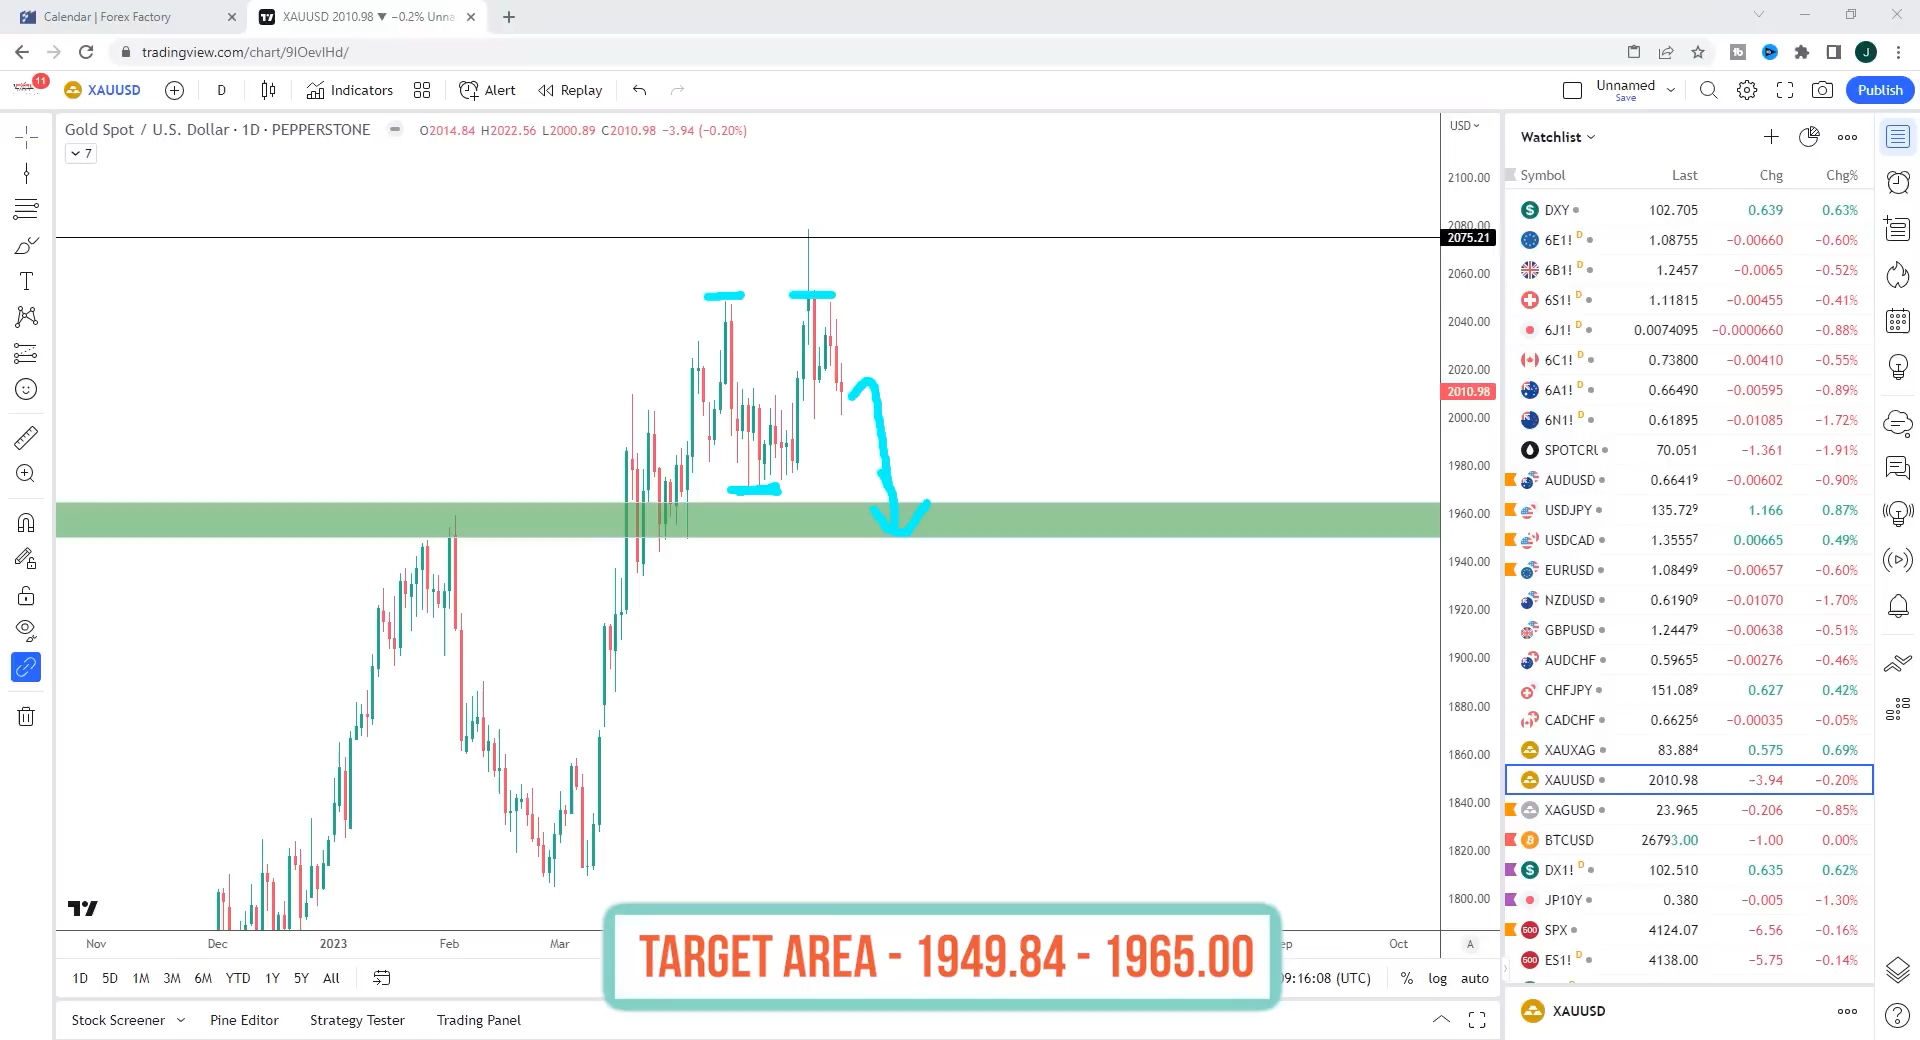 Calendar | Forex Factory
XAUUSD 2010.98 ▼ −0.2% Unna
tradingview.com/chart/9IOevIHd/
J
11
XAUUSD
D
Indicators
Alert
Replay
Unnamed
Save
Publish
Gold Spot / U.S. Dollar · 1D · PEPPERSTONE
O2014.84 H2022.56 L2000.89 C2010.98 −3.94 (−0.20%)
7
USD
2100.00
2080.00
2075.21
2060.00
2040.00
2020.00
2010.98
2000.00
1980.00
1960.00
1940.00
1920.00
1900.00
1880.00
1860.00
1840.00
1820.00
1800.00
Nov Dec 2023 Feb Mar ep Oct A
TARGET AREA - 1949.84 - 1965.00
1D 5D 1M 3M 6M YTD 1Y 5Y All
09:16:08 (UTC) % log auto
Stock Screener Pine Editor Strategy Tester Trading Panel
Watchlist
Symbol Last Chg Chg%
DXY 102.705 0.639 0.63%
6E1! D 1.08755 −0.00660 −0.60%
6B1! D 1.2457 −0.0065 −0.52%
6S1! D 1.11815 −0.00455 −0.41%
6J1! D 0.0074095 −0.0000660 −0.88%
6C1! D 0.73800 −0.00410 −0.55%
6A1! D 0.66490 −0.00595 −0.89%
6N1! D 0.61895 −0.01085 −1.72%
SPOTCRU 70.051 −1.361 −1.91%
AUDUSD 0.66419 −0.00602 −0.90%
USDJPY 135.729 1.166 0.87%
USDCAD 1.35557 0.00665 0.49%
EURUSD 1.08499 −0.00657 −0.60%
NZDUSD 0.61909 −0.01070 −1.70%
GBPUSD 1.24479 −0.00638 −0.51%
AUDCHF 0.59655 −0.00276 −0.46%
CHFJPY 151.089 0.627 0.42%
CADCHF 0.66256 −0.00035 −0.05%
XAUXAG 83.884 0.575 0.69%
XAUUSD 2010.98 −3.94 −0.20%
XAGUSD 23.965 −0.206 −0.85%
BTCUSD 26793.00 −1.00 0.00%
DX1! D 102.510 0.635 0.62%
JP10Y 0.380 −0.005 −1.30%
SPX 4124.07 −6.56 −0.16%
ES1! D 4138.00 −5.75 −0.14%
XAUUSD